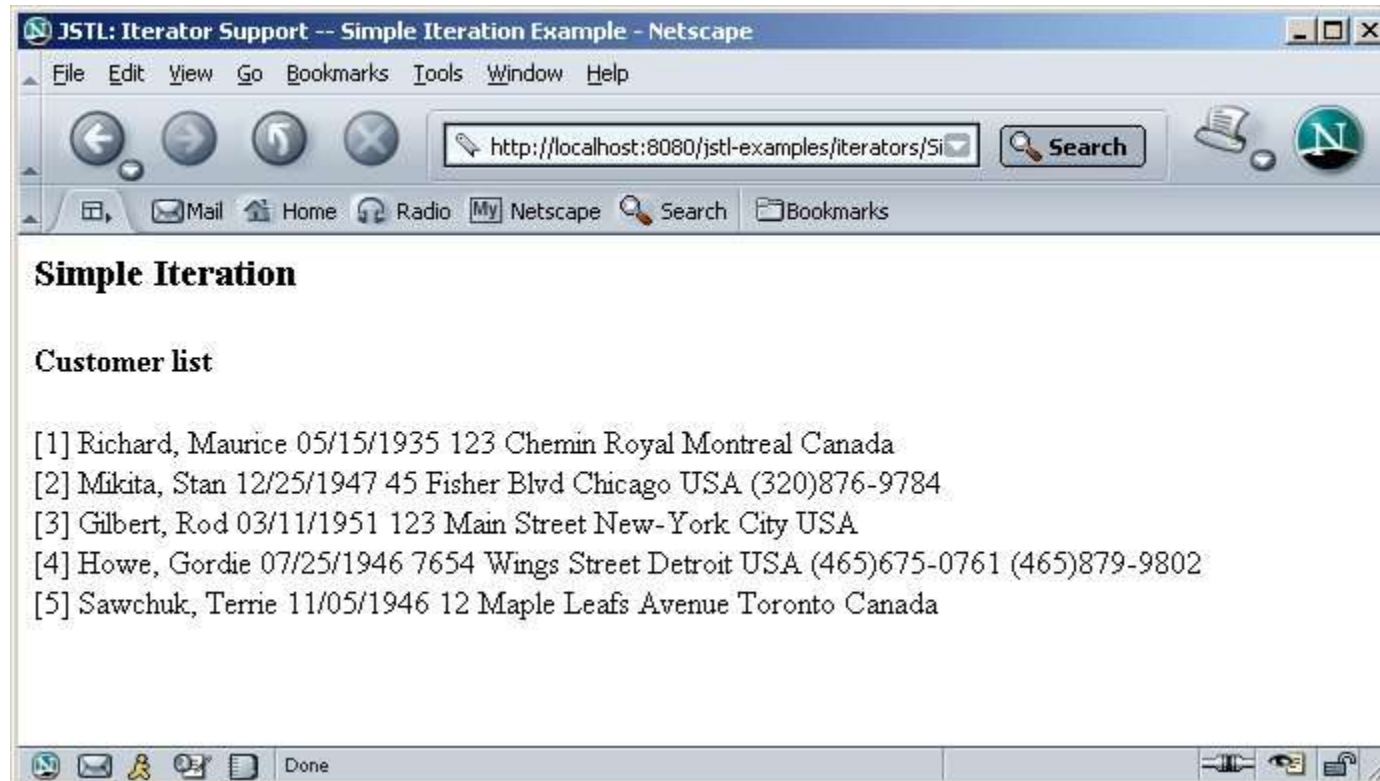 JSTL: Iterator Support -- Simple Iteration Example - Netscape
File Edit View Go Bookmarks Tools Window Help
http://localhost:8080/jstl-examples/iterators/Si
Search
N
Mail Home Radio My Netscape Search Bookmarks
Simple Iteration
Customer list
[1] Richard, Maurice 05/15/1935 123 Chemin Royal Montreal Canada
[2] Mikita, Stan 12/25/1947 45 Fisher Blvd Chicago USA (320)876-9784
[3] Gilbert, Rod 03/11/1951 123 Main Street New-York City USA
[4] Howe, Gordie 07/25/1946 7654 Wings Street Detroit USA (465)675-0761 (465)879-9802
[5] Sawchuk, Terrie 11/05/1946 12 Maple Leafs Avenue Toronto Canada
Done